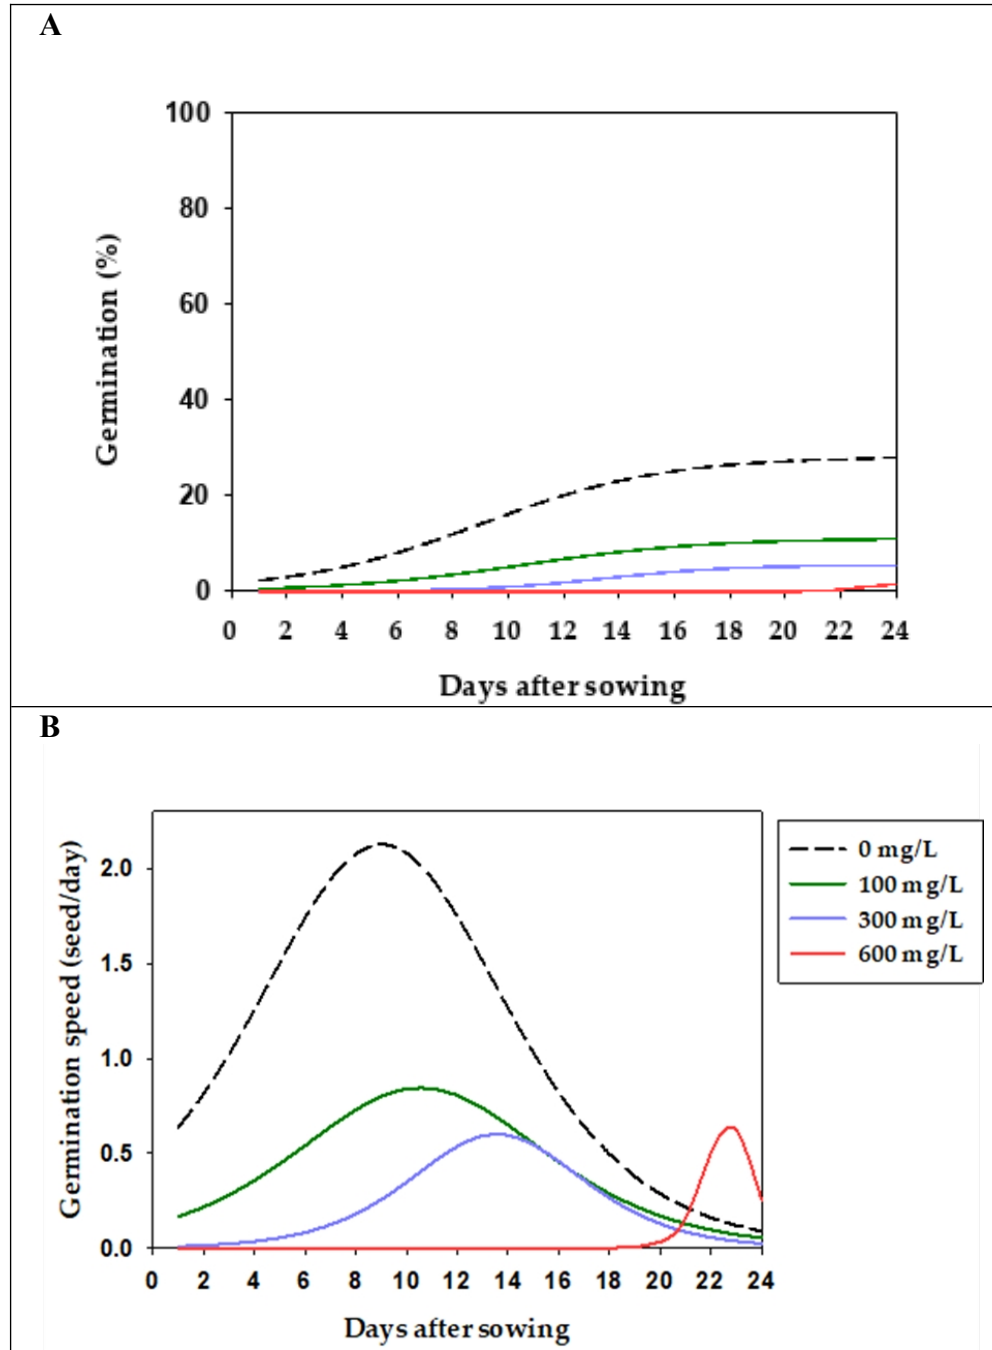 A
100
80
60
40
20
0
Germination (%)
0 2 4 6 8 10 12 14 16 18 20 22 24
Days after sowing
B
2.0
1.5
1.0
0.5
0.0
Germination speed (seed/day)
0 2 4 6 8 10 12 14 16 18 20 22 24
Days after sowing
0 mg/L
100 mg/L
300 mg/L
600 mg/L